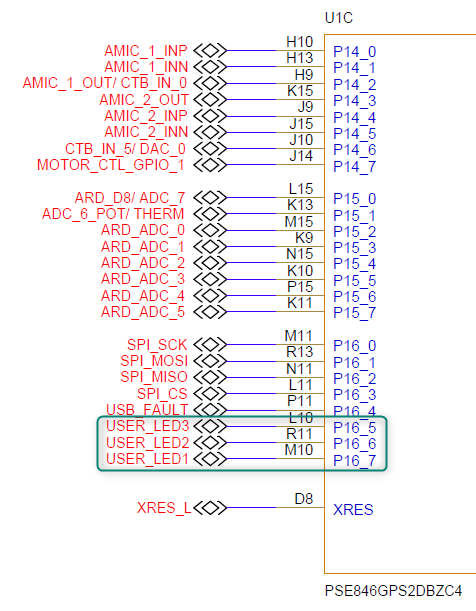 U1C
AMIC_1_INP H10 P14_0
AMIC_1_INN H13 P14_1
AMIC_1_OUT/ CTB_IN_0 H9 P14_2
AMIC_2_OUT K15 P14_3
AMIC_2_INP J9 P14_4
AMIC_2_INN J15 P14_5
CTB_IN_5/ DAC_0 J10 P14_6
MOTOR_CTL_GPIO_1 J14 P14_7
ARD_D8/ ADC_7 L15 P15_0
ADC_6_POT/ THERM K13 P15_1
ARD_ADC_0 M15 P15_2
ARD_ADC_1 K9 P15_3
ARD_ADC_2 N15 P15_4
ARD_ADC_3 K10 P15_5
ARD_ADC_4 P15 P15_6
ARD_ADC_5 K11 P15_7
SPI_SCK M11 P16_0
SPI_MOSI R13 P16_1
SPI_MISO N11 P16_2
SPI_CS L11 P16_3
USB_FAULT P11 P16_4
USER_LED3 L10 P16_5
USER_LED2 R11 P16_6
USER_LED1 M10 P16_7
XRES_L D8 XRES
PSE846GPS2DBZC4